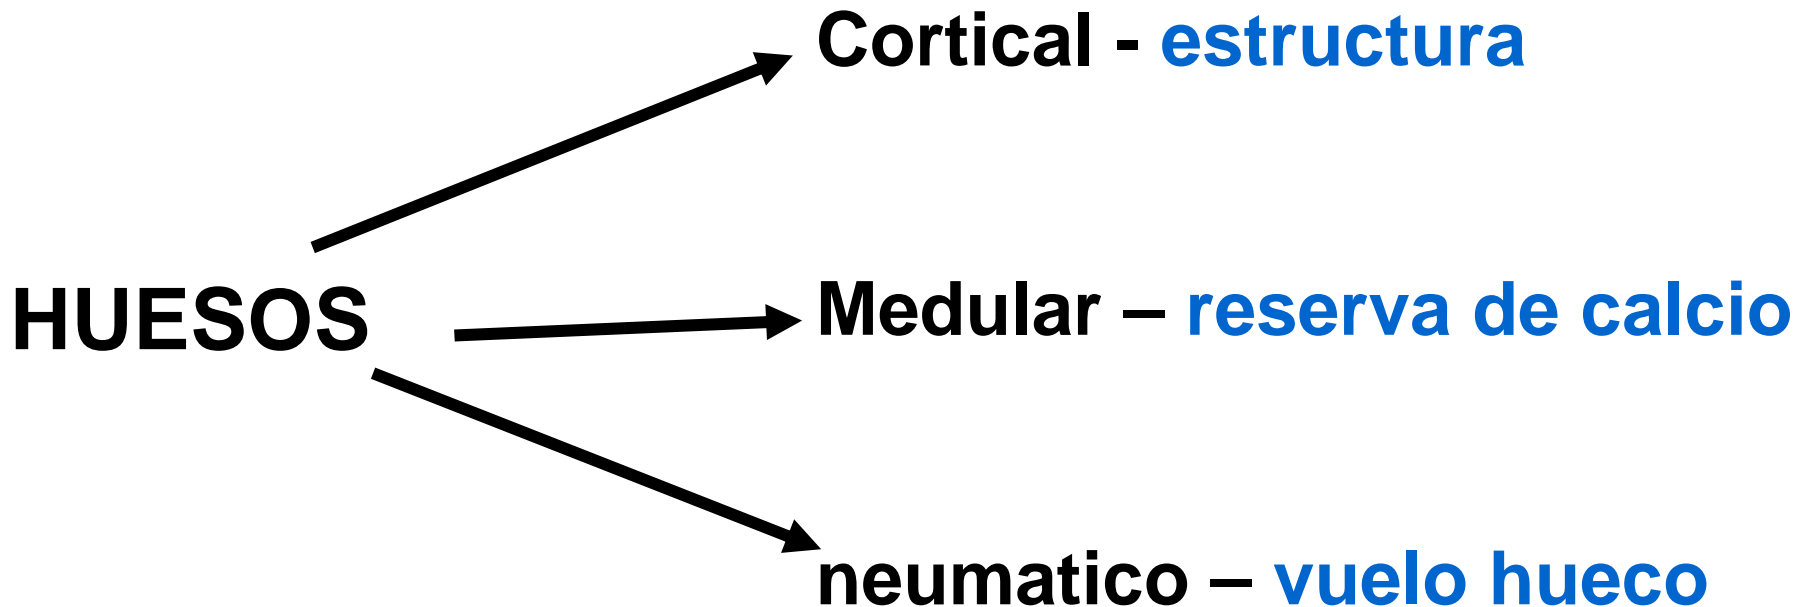 Cortical - estructura
HUESOS
Medular – reserva de calcio
neumatico – vuelo hueco